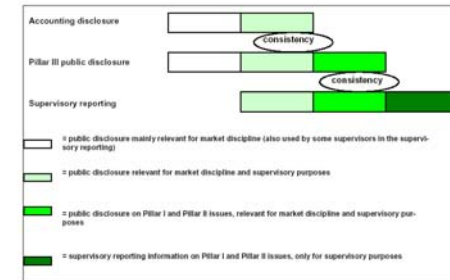 Accounting disclosure
consistency
Pillar III public disclosure
consistency
Supervisory reporting
= public disclosure mainly relevant for market discipline (also used by some supervisors in the supervi-
sory reporting)
= public disclosure relevant for market discipline and supervisory purposes
= public disclosure on Pillar I and Pillar II issues, relevant for market discipline and supervisory pur-
poses
= supervisory reporting information on Pillar I and Pillar II issues, only for supervisory purposes